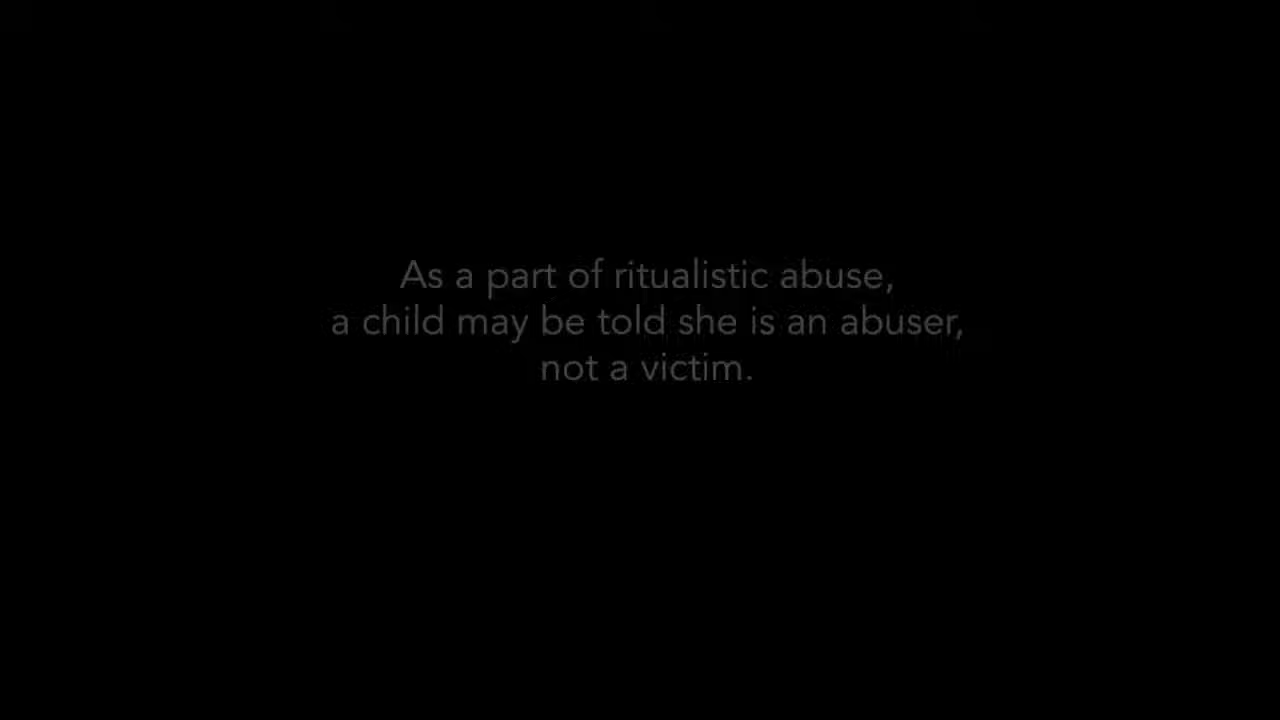 As a part of ritualistic abuse,
a child may be told she is an abuser,
not a victim.